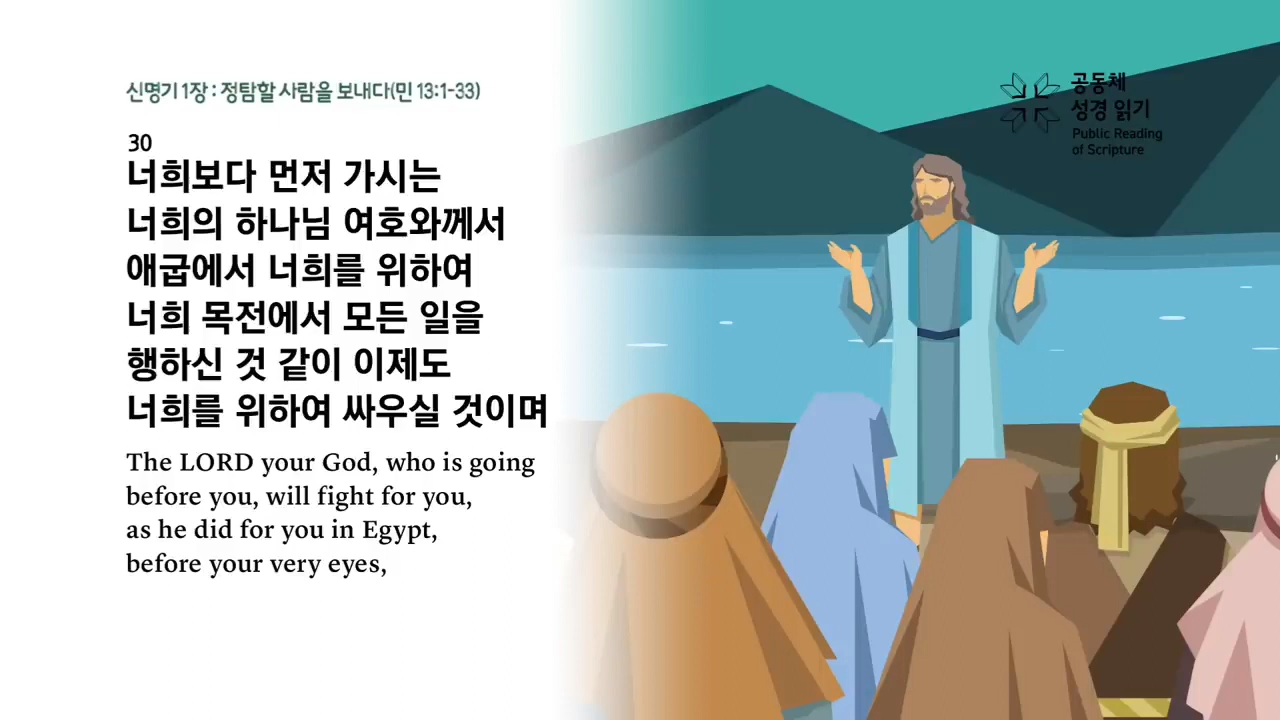 신명기 1장 : 정탐할 사람을 보내다(민 13:1-33)
30
너희보다 먼저 가시는
너희의 하나님 여호와께서
애굽에서 너희를 위하여
너희 목전에서 모든 일을
행하신 것 같이 이제도
너희를 위하여 싸우실 것이며
The LORD your God, who is going
before you, will fight for you,
as he did for you in Egypt,
before your very eyes,
공동체
성경 읽기
Public Reading
of Scripture